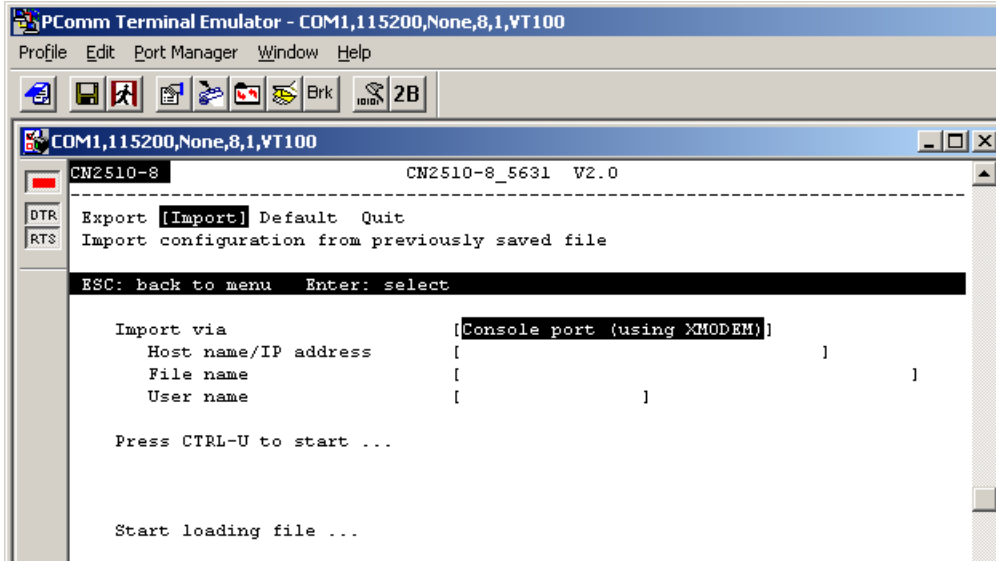 PComm Terminal Emulator - COM1,115200,None,8,1,VT100
Profile Edit Port Manager Window Help
Brk 2B
COM1,115200,None,8,1,VT100
CN2510-8 CN2510-8_5631 V2.0
DTR
RTS
Export [Import] Default Quit
Import configuration from previously saved file
ESC: back to menu Enter: select
Import via [Console port (using XMODEM)]
Host name/IP address [ ]
File name [ ]
User name [ ]
Press CTRL-U to start ...
Start loading file ...